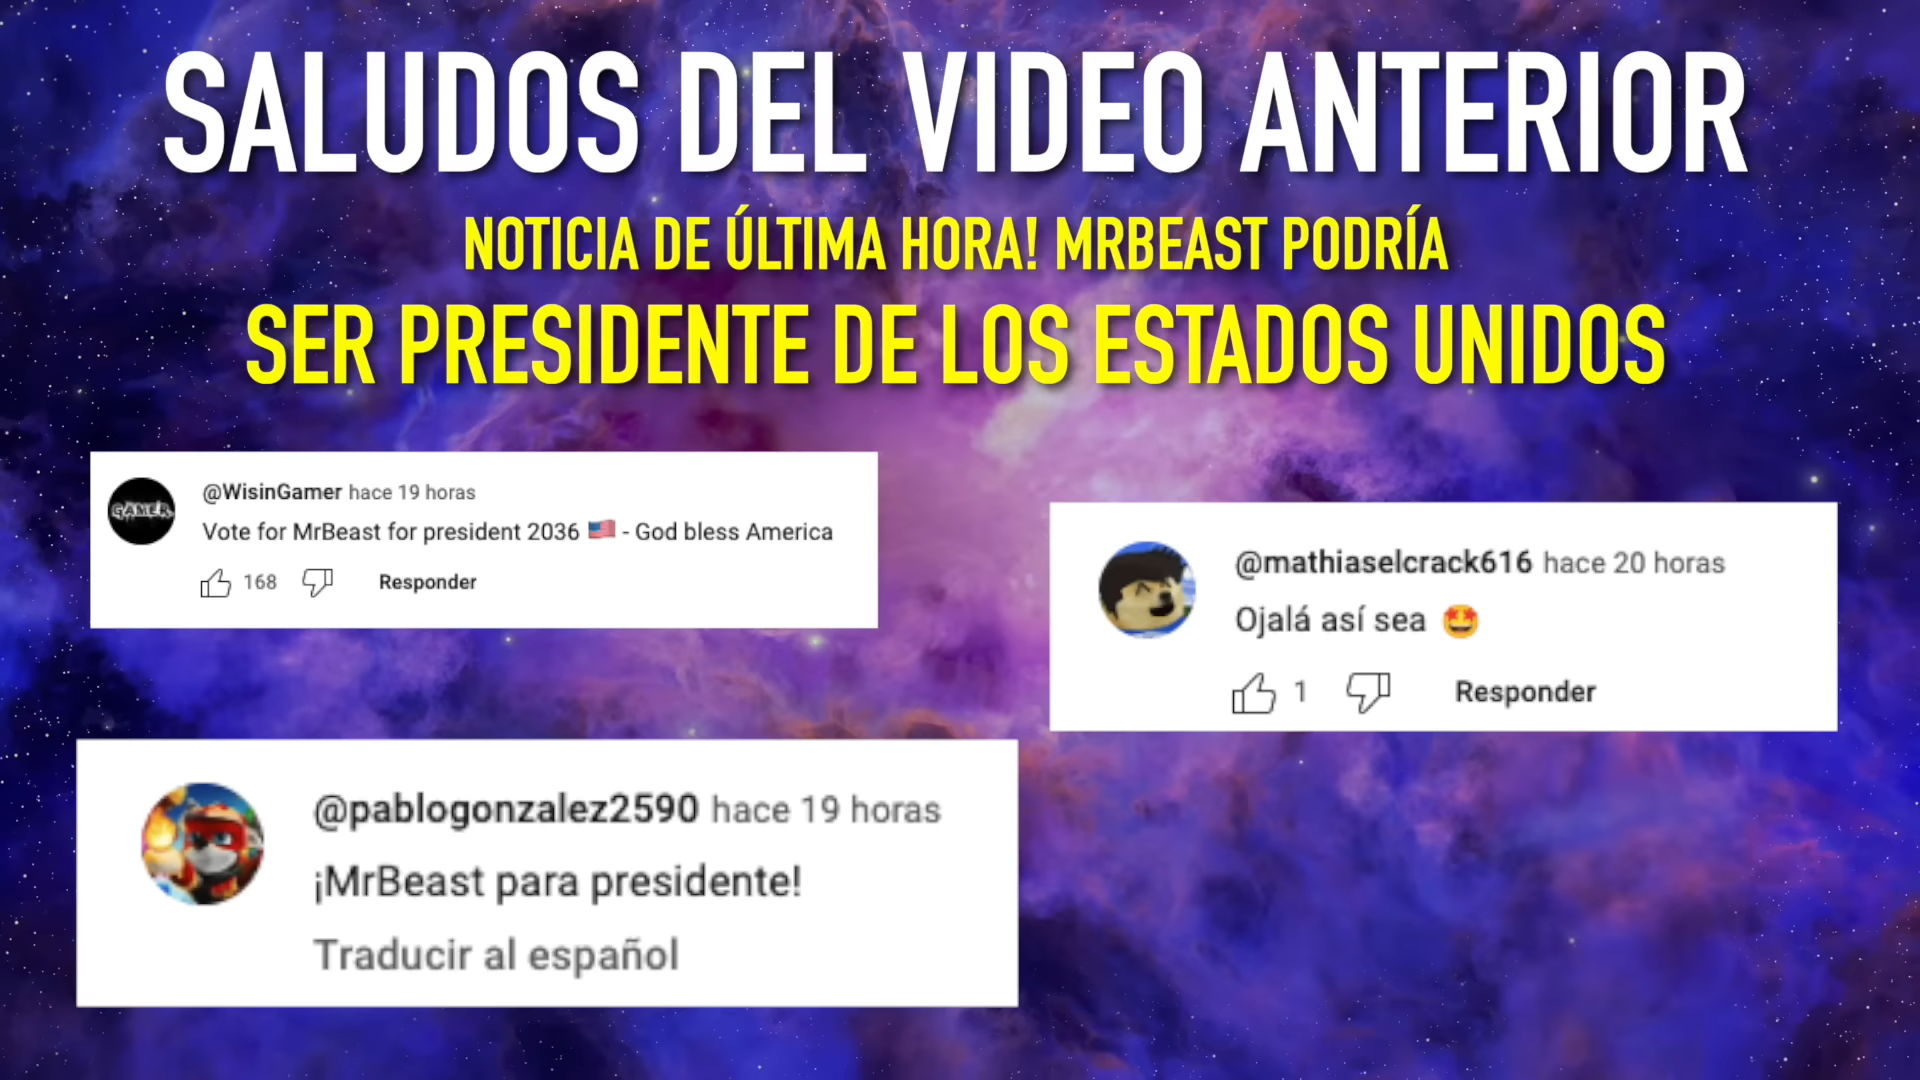 SALUDOS DEL VIDEO ANTERIOR
NOTICIA DE ÚLTIMA HORA! MRBEAST PODRÍA
SER PRESIDENTE DE LOS ESTADOS UNIDOS
GAMER
@WisinGamer hace 19 horas
Vote for MrBeast for president 2036 🇺🇸 - God bless America
168 Responder
@mathiaselcrack616 hace 20 horas
Ojalá así sea 🤩
1 Responder
@pablogonzalez2590 hace 19 horas
¡MrBeast para presidente!
Traducir al español